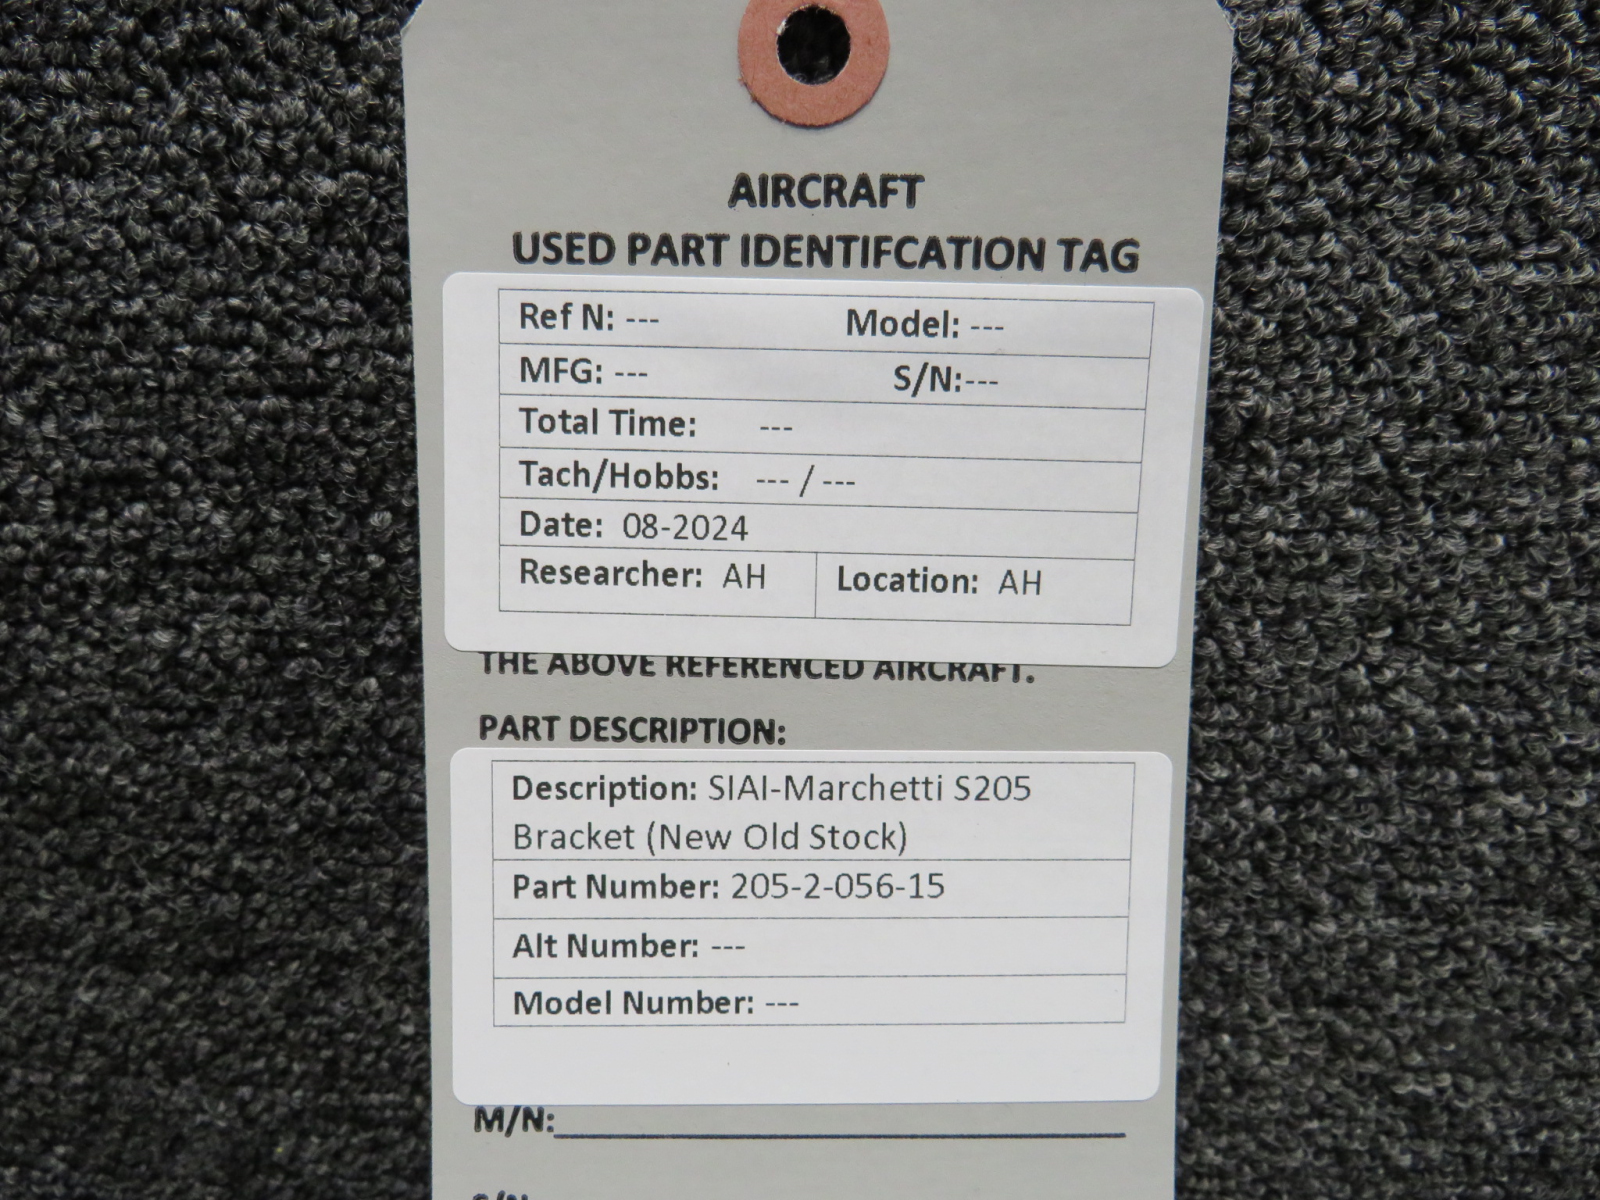 AIRCRAFT
USED PART IDENTIFCATION TAG
Ref N: --- Model: ---
MFG: --- S/N:---
Total Time: ---
Tach/Hobbs: --- / ---
Date: 08-2024
Researcher: AH Location: AH
THE ABOVE REFERENCED AIRCRAFT.
PART DESCRIPTION:
Description: SIAI-Marchetti S205
Bracket (New Old Stock)
Part Number: 205-2-056-15
Alt Number: ---
Model Number: ---
M/N:
S/N